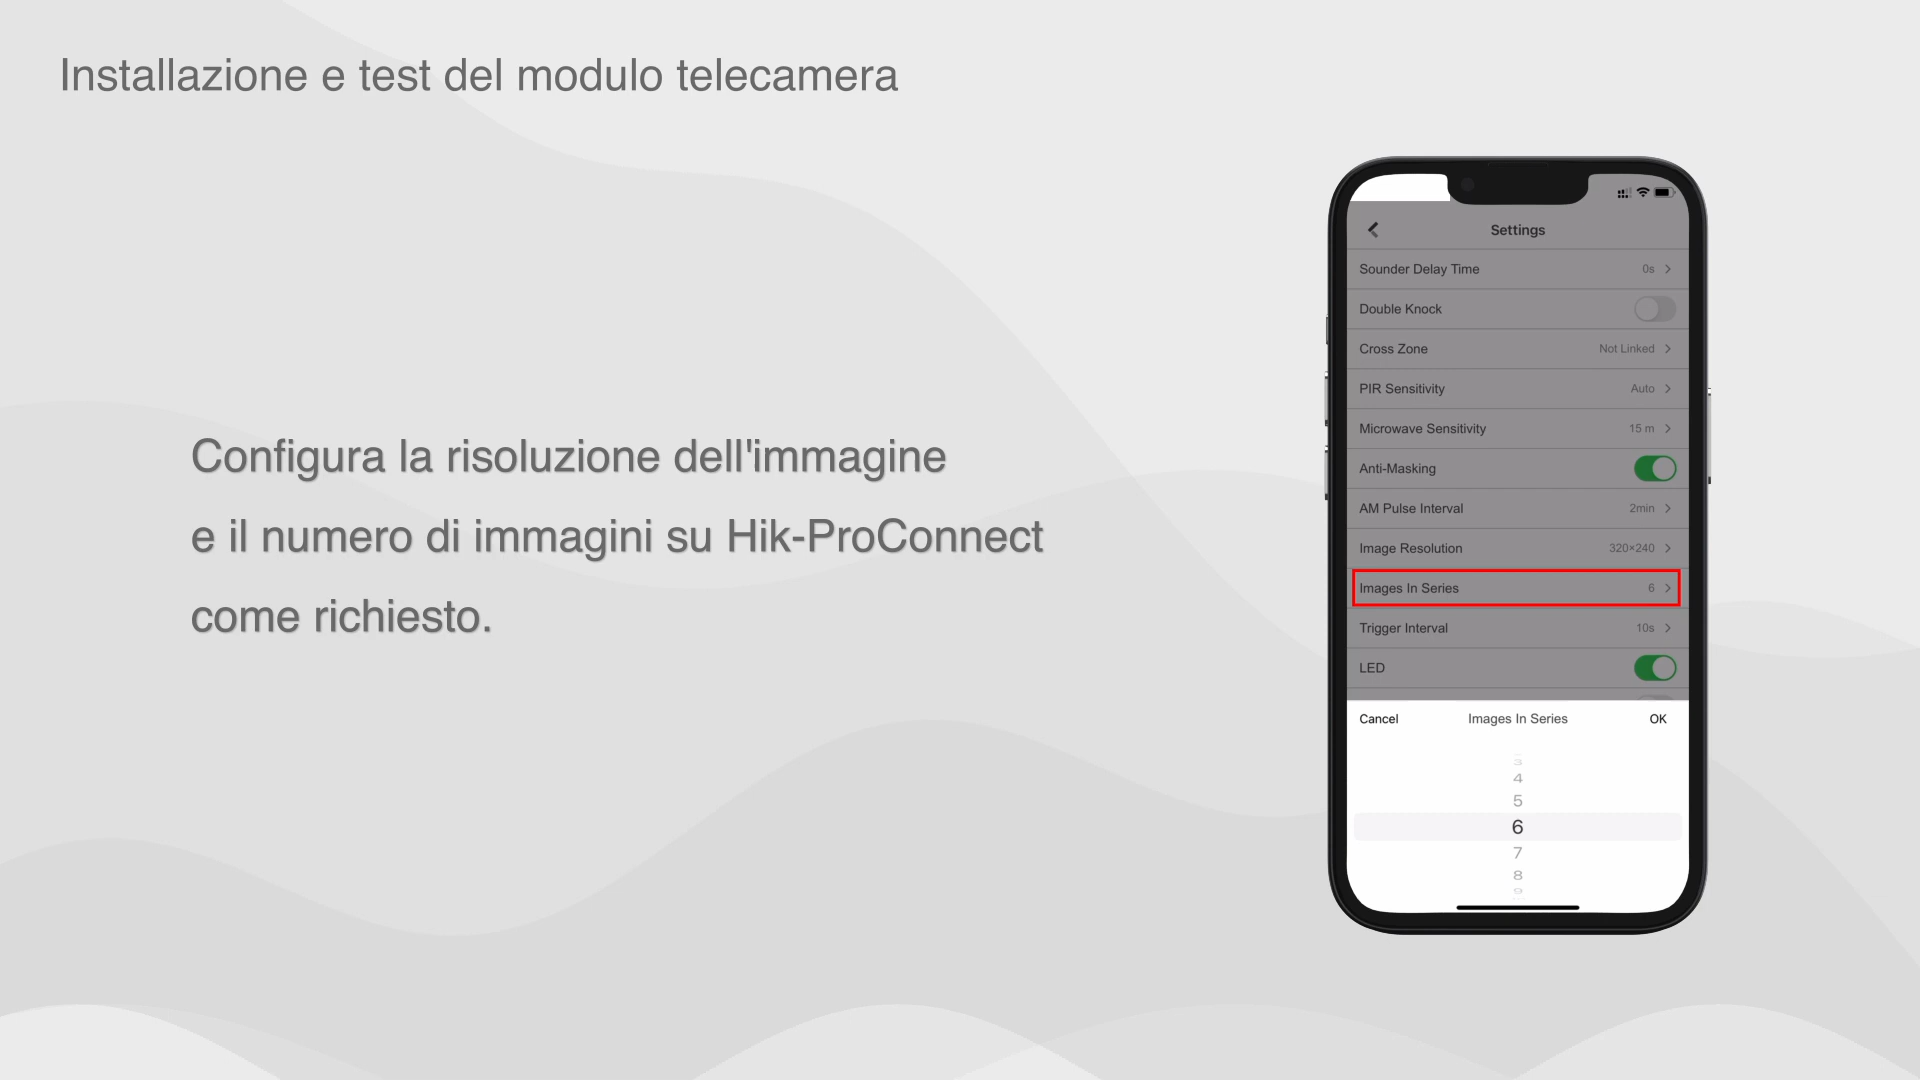 Installazione e test del modulo telecamera
Configura la risoluzione dell'immagine
e il numero di immagini su Hik-ProConnect
come richiesto.
Settings
Sounder Delay Time 0s
Double Knock
Cross Zone Not Linked
PIR Sensitivity Auto
Microwave Sensitivity 15 m
Anti-Masking
AM Pulse Interval 2min
Image Resolution 320×240
Images In Series 6
Trigger Interval 10s
LED
Cancel Images In Series OK
3
4
5
6
7
8
9